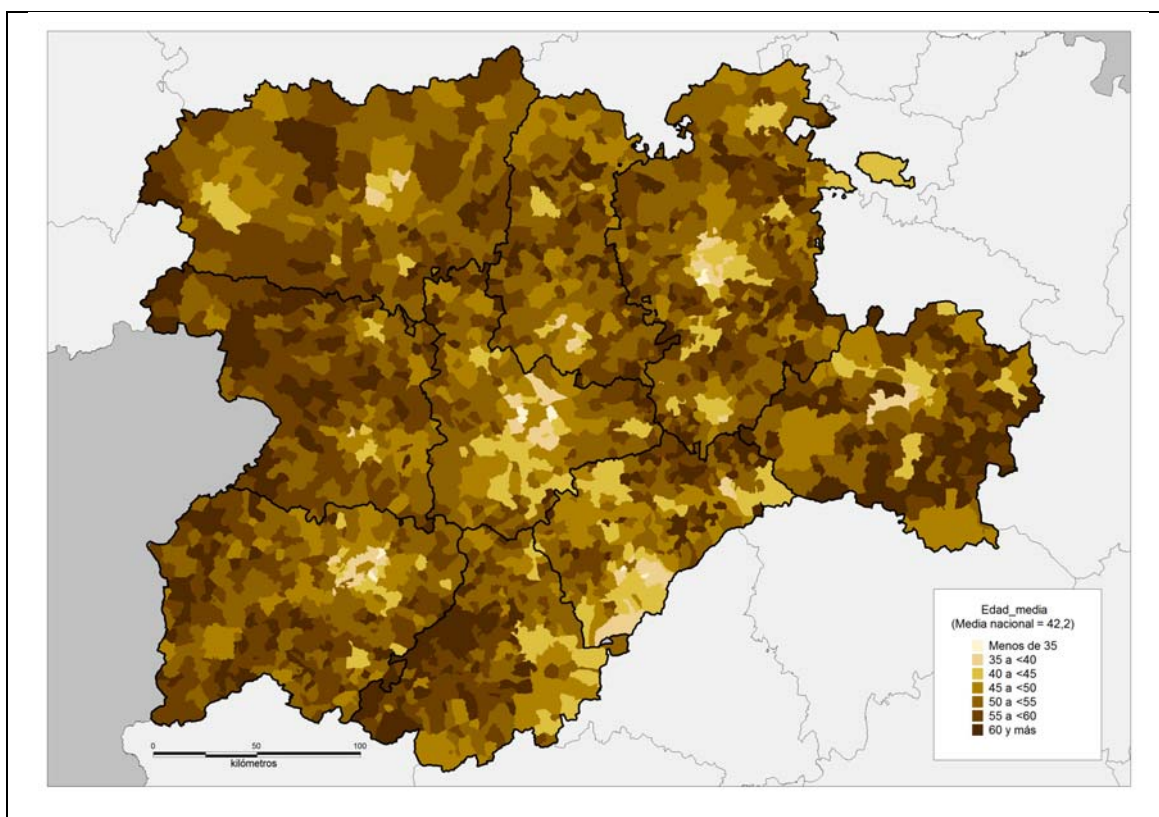 Edad_media
(Media nacional = 42,2)
Menos de 35
35 a <40
40 a <45
45 a <50
50 a <55
55 a <60
60 y más
0 50 100
kilómetros